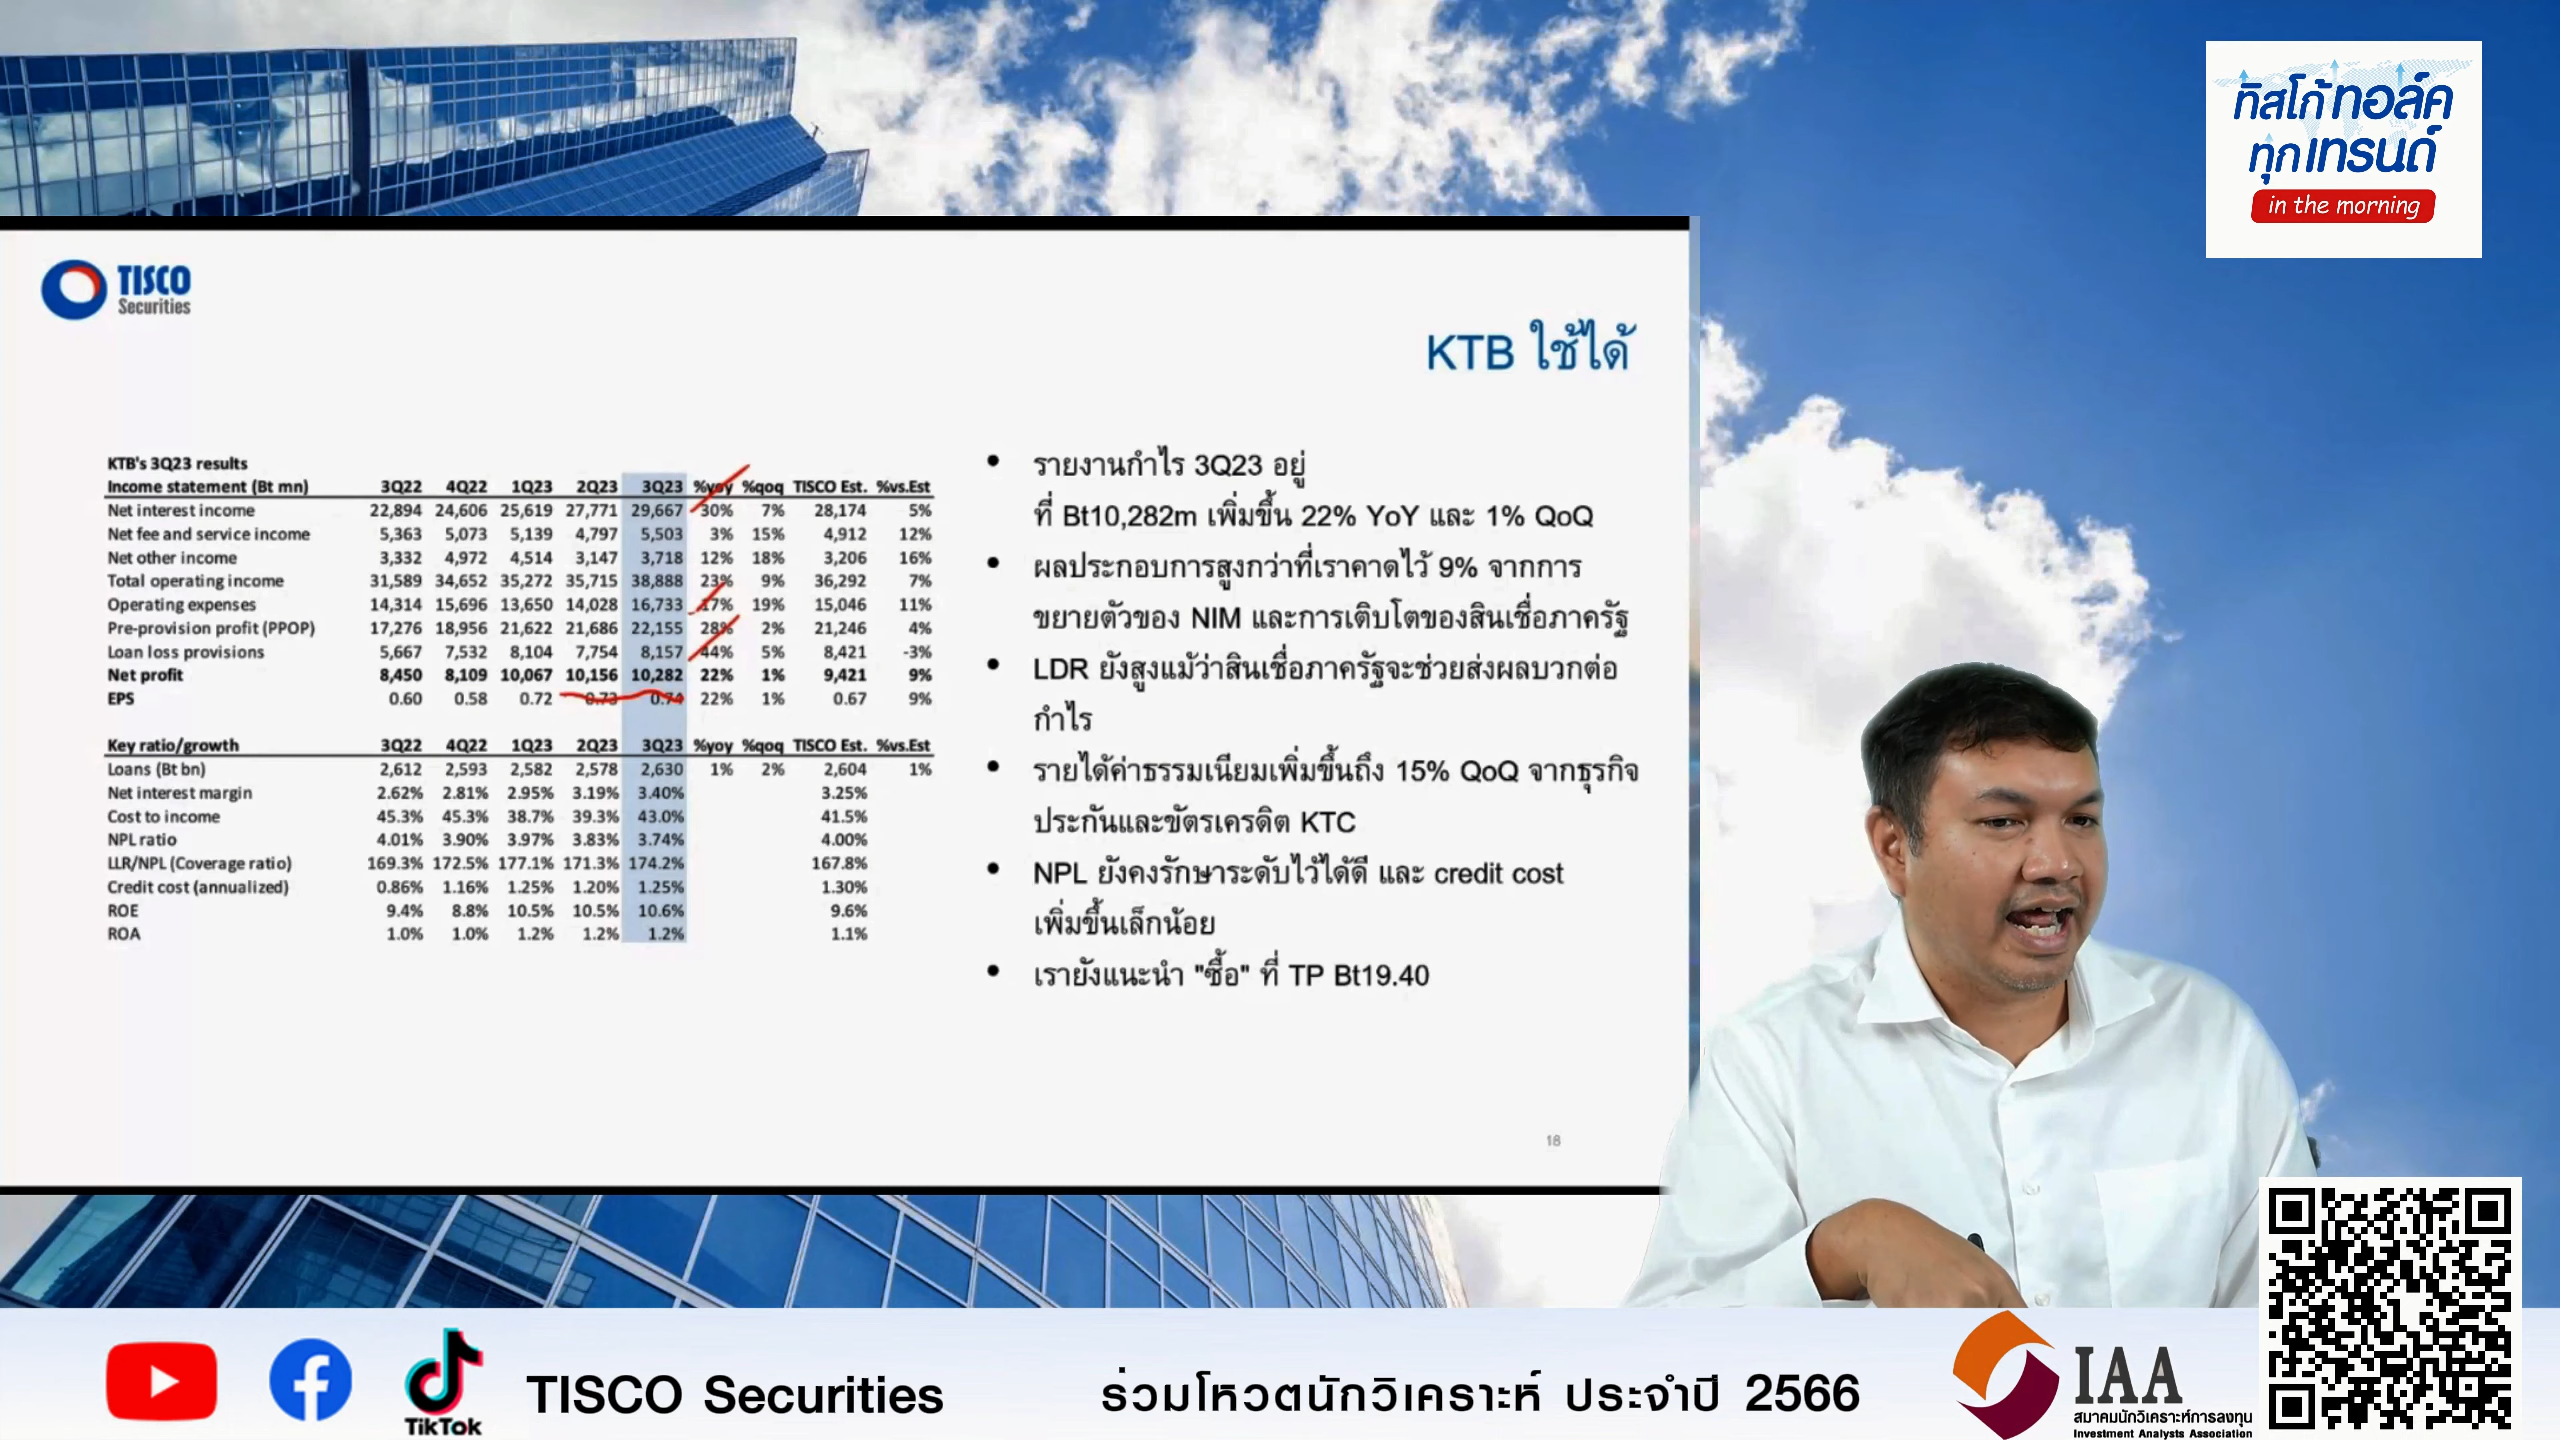 ทิสโก้ทอล์ค
ทุกเทรนด์
in the morning
TISCO
Securities
KTB ใช้ได้
KTB's 3Q23 results
Income statement (Bt mn) 3Q22 4Q22 1Q23 2Q23 3Q23 %yoy %qoq TISCO Est. %vs.Est
Net interest income 22,894 24,606 25,619 27,771 29,667 30% 7% 28,174 5%
Net fee and service income 5,363 5,073 5,139 4,797 5,503 3% 15% 4,912 12%
Net other income 3,332 4,972 4,514 3,147 3,718 12% 18% 3,206 16%
Total operating income 31,589 34,652 35,272 35,715 38,888 23% 9% 36,292 7%
Operating expenses 14,314 15,696 13,650 14,028 16,733 17% 19% 15,046 11%
Pre-provision profit (PPOP) 17,276 18,956 21,622 21,686 22,155 28% 2% 21,246 4%
Loan loss provisions 5,667 7,532 8,104 7,754 8,157 44% 5% 8,421 -3%
Net profit 8,450 8,109 10,067 10,156 10,282 22% 1% 9,421 9%
EPS 0.60 0.58 0.72 0.73 0.74 22% 1% 0.67 9%
Key ratio/growth 3Q22 4Q22 1Q23 2Q23 3Q23 %yoy %qoq TISCO Est. %vs.Est
Loans (Bt bn) 2,612 2,593 2,582 2,578 2,630 1% 2% 2,604 1%
Net interest margin 2.62% 2.81% 2.95% 3.19% 3.40% 3.25%
Cost to income 45.3% 45.3% 38.7% 39.3% 43.0% 41.5%
NPL ratio 4.01% 3.90% 3.97% 3.83% 3.74% 4.00%
LLR/NPL (Coverage ratio) 169.3% 172.5% 177.1% 171.3% 174.2% 167.8%
Credit cost (annualized) 0.86% 1.16% 1.25% 1.20% 1.25% 1.30%
ROE 9.4% 8.8% 10.5% 10.5% 10.6% 9.6%
ROA 1.0% 1.0% 1.2% 1.2% 1.2% 1.1%
• รายงานกำไร 3Q23 อยู่
ที่ Bt10,282m เพิ่มขึ้น 22% YoY และ 1% QoQ
• ผลประกอบการสูงกว่าที่เราคาดไว้ 9% จากการ
ขยายตัวของ NIM และการเติบโตของสินเชื่อภาครัฐ
• LDR ยังสูงแม้ว่าสินเชื่อภาครัฐจะช่วยส่งผลบวกต่อ
กำไร
• รายได้ค่าธรรมเนียมเพิ่มขึ้นถึง 15% QoQ จากธุรกิจ
ประกันและขัตรเครดิต KTC
• NPL ยังคงรักษาระดับไว้ได้ดี และ credit cost
เพิ่มขึ้นเล็กน้อย
• เรายังแนะนำ "ซื้อ" ที่ TP Bt19.40
18
TikTok
TISCO Securities
ร่วมโหวตนักวิเคราะห์ ประจำปี 2566
IAA
สมาคมนักวิเคราะห์การลงทุน
Investment Analysts Association